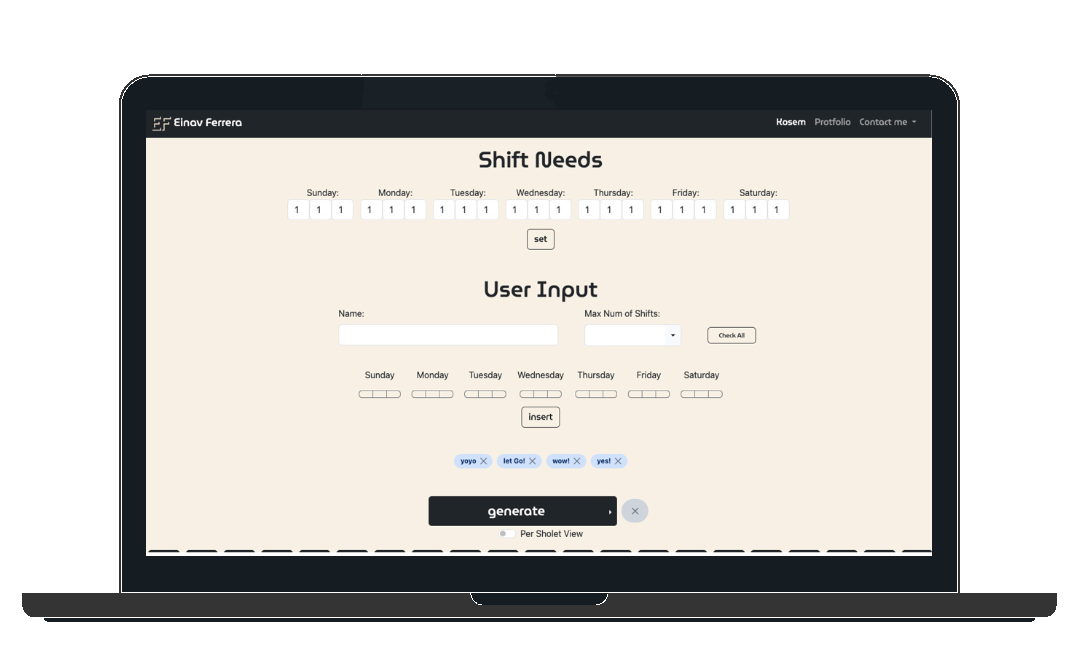 EF Einav Ferrera Kosem Protfolio Contact me
Shift Needs
Sunday: Monday: Tuesday: Wednesday: Thursday: Friday: Saturday:
1 1 1 1 1 1 1 1 1 1 1 1 1 1 1 1 1 1 1 1 1
set
User Input
Name: Max Num of Shifts:
Check All
Sunday Monday Tuesday Wednesday Thursday Friday Saturday
insert
yoyo let Go! wow! yes!
generate
Per Sholet View